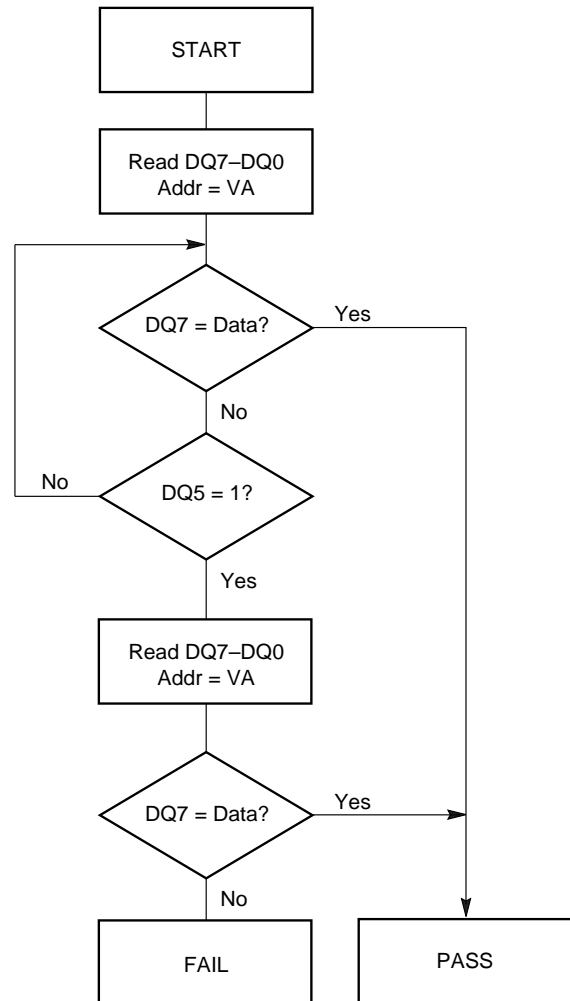 START
Read DQ7–DQ0
Addr = VA
DQ7 = Data?
Yes
No
No
DQ5 = 1?
Yes
Read DQ7–DQ0
Addr = VA
DQ7 = Data?
Yes
No
FAIL
PASS